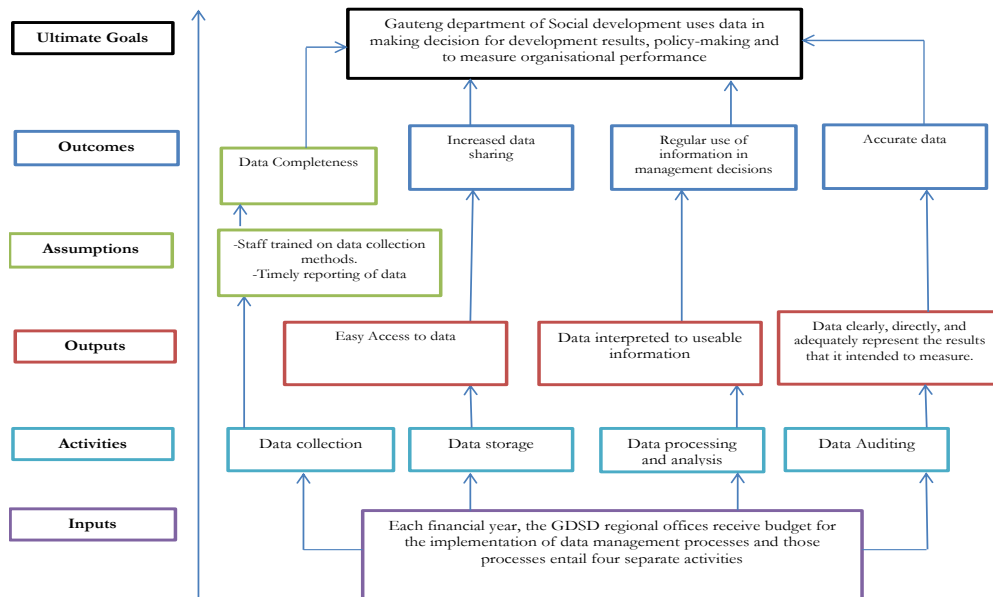 Ultimate Goals
Gauteng department of Social development uses data in
making decision for development results, policy-making and
to measure organisational performance
Outcomes
Data Completeness
Increased data
sharing
Regular use of
information in
management decisions
Accurate data
Assumptions
-Staff trained on data collection
methods.
-Timely reporting of data
Outputs
Easy Access to data
Data interpreted to useable
information
Data clearly, directly, and
adequately represent the results
that it intended to measure.
Activities
Data collection
Data storage
Data processing
and analysis
Data Auditing
Inputs
Each financial year, the GDSD regional offices receive budget for
the implementation of data management processes and those
processes entail four separate activities